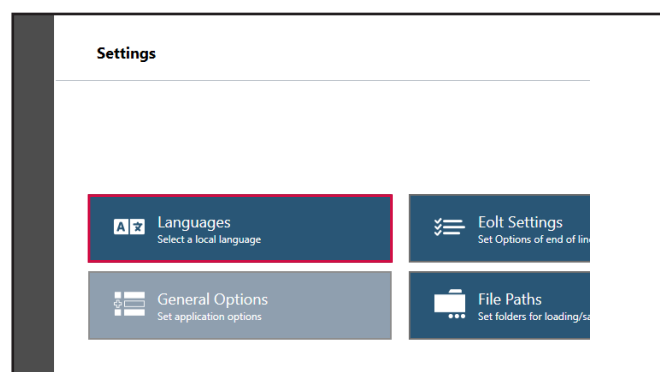 Settings
Languages
Select a local language
Eolt Settings
Set Options of end of
General Options
Set application options
File Paths
Set folders for loading/